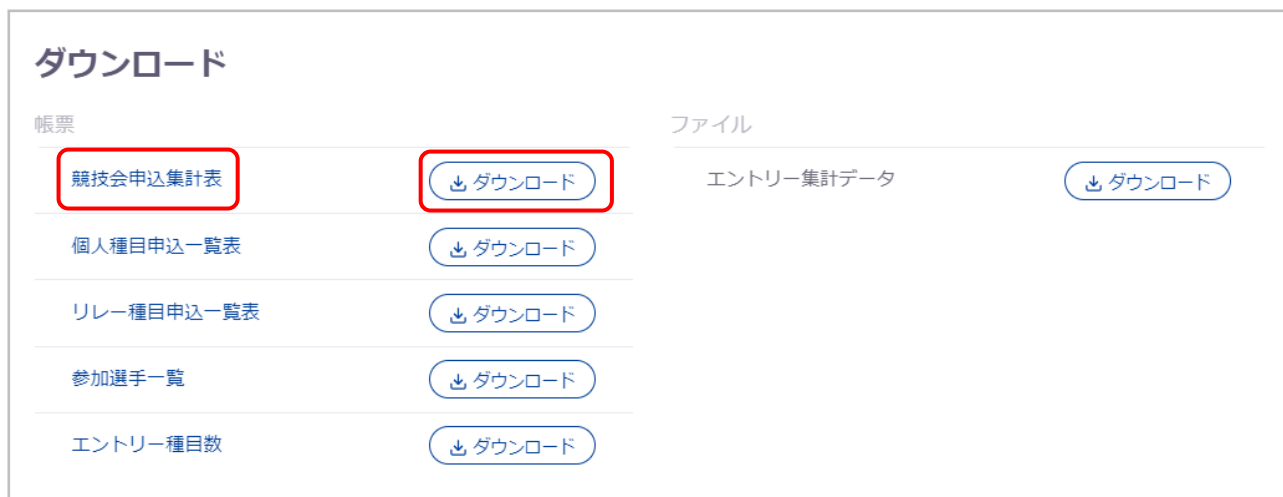 ダウンロード
帳票
競技会申込集計表
ダウンロード
個人種目申込一覧表
ダウンロード
リレー種目申込一覧表
ダウンロード
参加選手一覧
ダウンロード
エントリー種目数
ダウンロード
ファイル
エントリー集計データ
ダウンロード